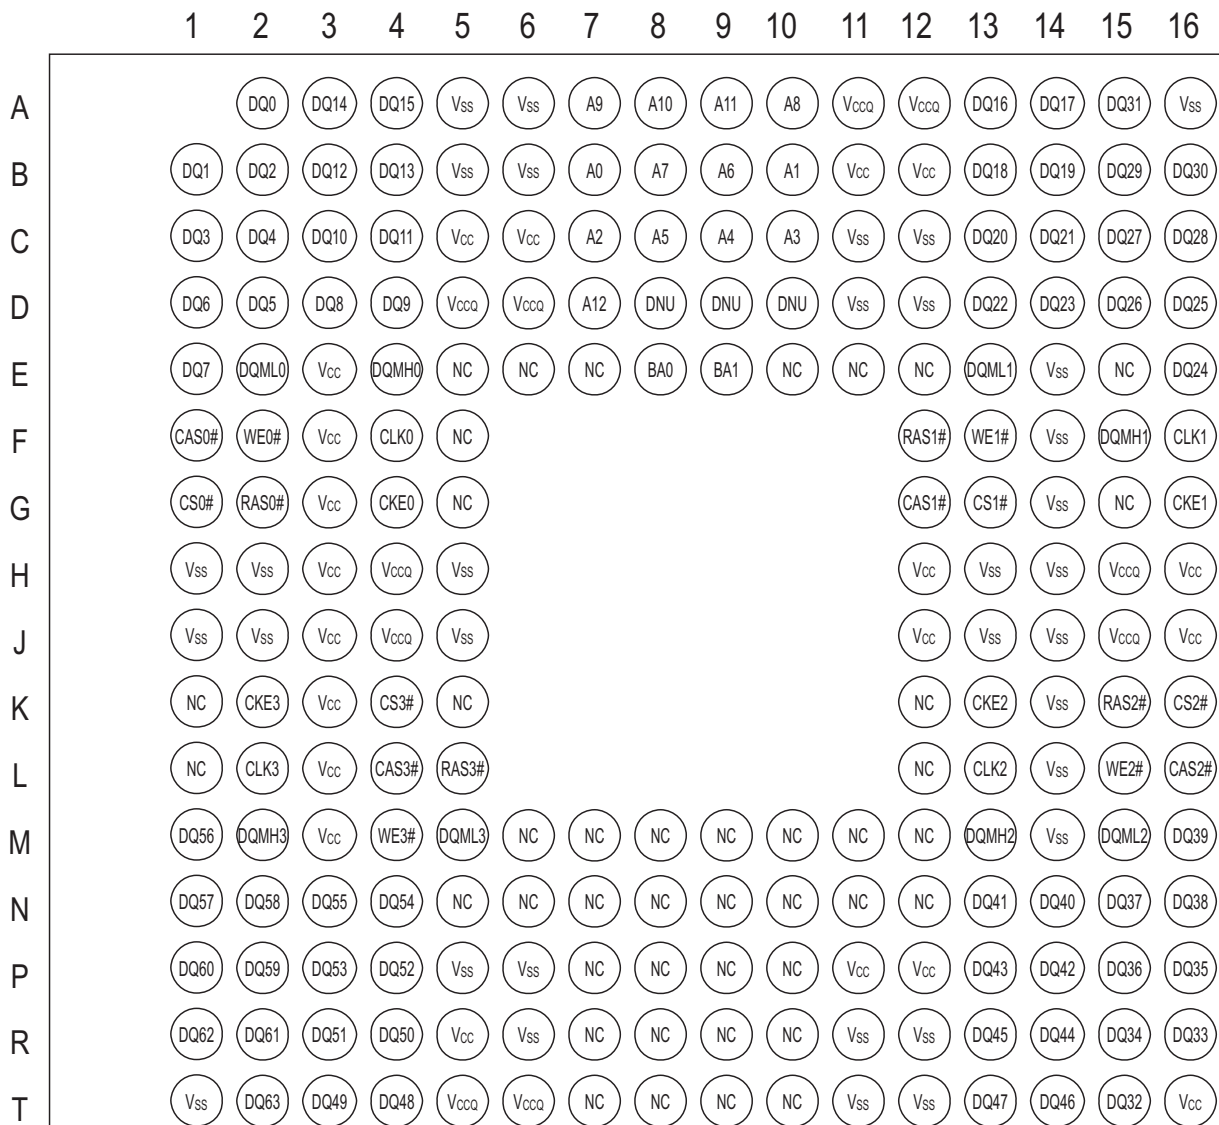 1 2 3 4 5 6 7 8 9 10 11 12 13 14 15 16
A DQ0 DQ14 DQ15 Vss Vss A9 A10 A11 A8 VccQ VccQ DQ16 DQ17 DQ31 Vss
B DQ1 DQ2 DQ12 DQ13 Vss Vss A0 A7 A6 A1 Vcc Vcc DQ18 DQ19 DQ29 DQ30
C DQ3 DQ4 DQ10 DQ11 Vcc Vcc A2 A5 A4 A3 Vss Vss DQ20 DQ21 DQ27 DQ28
D DQ6 DQ5 DQ8 DQ9 VccQ VccQ A12 DNU DNU DNU Vss Vss DQ22 DQ23 DQ26 DQ25
E DQ7 DQML0 Vcc DQMH0 NC NC NC BA0 BA1 NC NC NC DQML1 Vss NC DQ24
F CAS0# WE0# Vcc CLK0 NC RAS1# WE1# Vss DQMH1 CLK1
G CS0# RAS0# Vcc CKE0 NC CAS1# CS1# Vss NC CKE1
H Vss Vss Vcc VccQ Vss Vcc Vss Vss VccQ Vcc
J Vss Vss Vcc VccQ Vss Vcc Vss Vss VccQ Vcc
K NC CKE3 Vcc CS3# NC NC CKE2 Vss RAS2# CS2#
L NC CLK3 Vcc CAS3# RAS3# NC CLK2 Vss WE2# CAS2#
M DQ56 DQMH3 Vcc WE3# DQML3 NC NC NC NC NC NC NC DQMH2 Vss DQML2 DQ39
N DQ57 DQ58 DQ55 DQ54 NC NC NC NC NC NC NC NC DQ41 DQ40 DQ37 DQ38
P DQ60 DQ59 DQ53 DQ52 Vss Vss NC NC NC NC Vcc Vcc DQ43 DQ42 DQ36 DQ35
R DQ62 DQ61 DQ51 DQ50 Vcc Vss NC NC NC NC Vss Vss DQ45 DQ44 DQ34 DQ33
T Vss DQ63 DQ49 DQ48 VccQ VccQ NC NC NC NC Vss Vss DQ47 DQ46 DQ32 Vcc